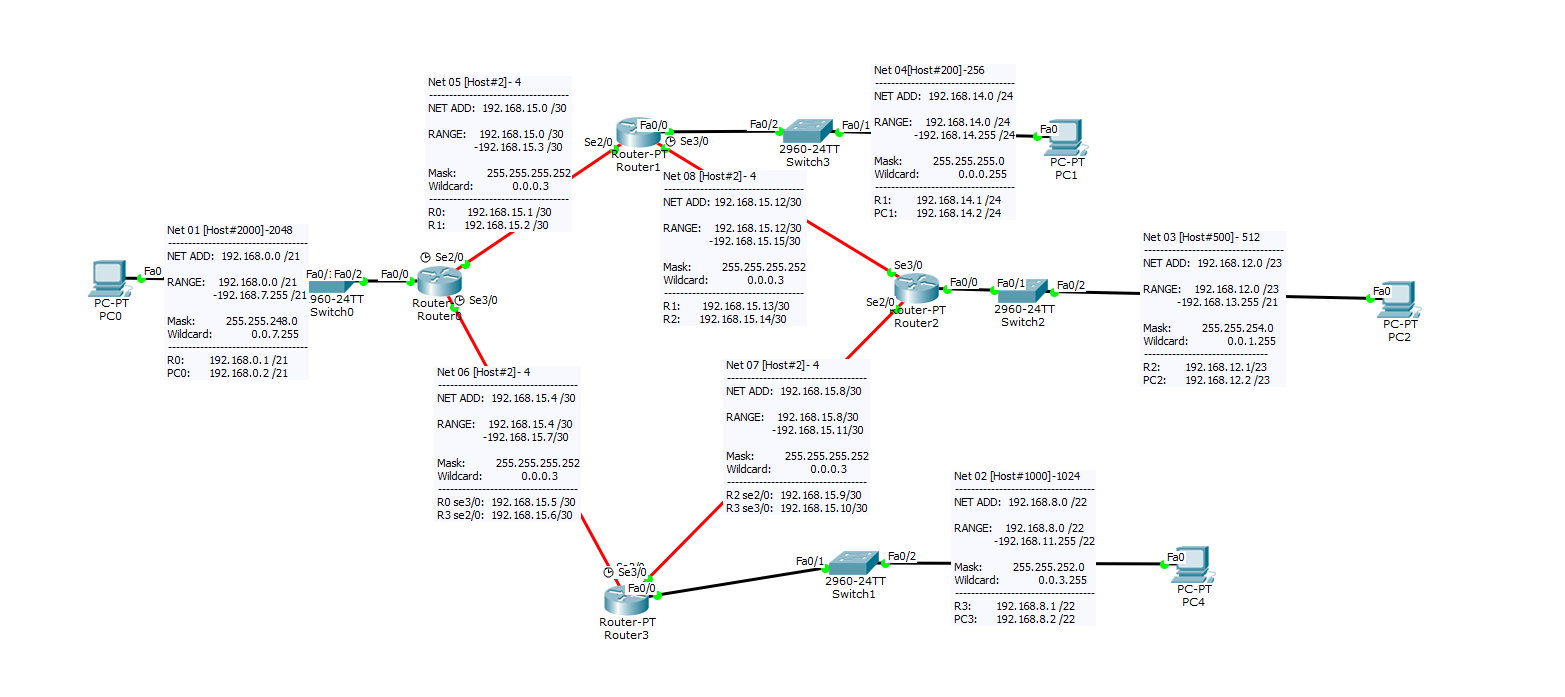 Net 05 [Host#2]- 4
---------------------------------
NET ADD: 192.168.15.0 /30
RANGE: 192.168.15.0 /30
-192.168.15.3 /30
Mask: 255.255.255.252
Wildcard: 0.0.0.3
---------------------------------
R0: 192.168.15.1 /30
R1: 192.168.15.2 /30
Net 04[Host#200]-256
---------------------------------
NET ADD: 192.168.14.0 /24
RANGE: 192.168.14.0 /24
-192.168.14.255 /24
Mask: 255.255.255.0
Wildcard: 0.0.0.255
---------------------------------
R1: 192.168.14.1 /24
PC1: 192.168.14.2 /24
Se2/0
Fa0/0
Se3/0
Router-PT
Router1
Fa0/2
Fa0/1
2960-24TT
Switch3
Fa0
PC-PT
PC1
Net 08 [Host#2]- 4
---------------------------------
NET ADD: 192.168.15.12/30
RANGE: 192.168.15.12/30
-192.168.15.15/30
Mask: 255.255.255.252
Wildcard: 0.0.0.3
---------------------------------
R1: 192.168.15.13/30
R2: 192.168.15.14/30
Net 01 [Host#2000]-2048
---------------------------------
NET ADD: 192.168.0.0 /21
RANGE: 192.168.0.0 /21
-192.168.7.255 /21
Mask: 255.255.248.0
Wildcard: 0.0.7.255
---------------------------------
R0: 192.168.0.1 /21
PC0: 192.168.0.2 /21
Fa0
PC-PT
PC0
Fa0/1
Fa0/2
960-24TT
Switch0
Fa0/0
Se2/0
Se3/0
Router0
Se3/0
Se2/0
Fa0/0
Router-PT
Router2
Fa0/1
Fa0/2
2960-24TT
Switch2
Net 03 [Host#500]- 512
---------------------------------
NET ADD: 192.168.12.0 /23
RANGE: 192.168.12.0 /23
-192.168.13.255 /21
Mask: 255.255.254.0
Wildcard: 0.0.1.255
-----------------------------
R2: 192.168.12.1/23
PC2: 192.168.12.2 /23
Fa0
PC-PT
PC2
Net 06 [Host#2]- 4
---------------------------------
NET ADD: 192.168.15.4 /30
RANGE: 192.168.15.4 /30
-192.168.15.7/30
Mask: 255.255.255.252
Wildcard: 0.0.0.3
---------------------------------
R0 se3/0: 192.168.15.5 /30
R3 se2/0: 192.168.15.6/30
Net 07 [Host#2]- 4
---------------------------------
NET ADD: 192.168.15.8/30
RANGE: 192.168.15.8/30
-192.168.15.11/30
Mask: 255.255.255.252
Wildcard: 0.0.0.3
---------------------------------
R2 se2/0: 192.168.15.9/30
R3 se3/0: 192.168.15.10/30
Net 02 [Host#1000]-1024
---------------------------------
NET ADD: 192.168.8.0 /22
RANGE: 192.168.8.0 /22
-192.168.11.255 /22
Mask: 255.255.252.0
Wildcard: 0.0.3.255
---------------------------------
R3: 192.168.8.1 /22
PC3: 192.168.8.2 /22
Se3/0
Fa0/0
Router-PT
Router3
Fa0/1
Fa0/2
2960-24TT
Switch1
Fa0
PC-PT
PC4